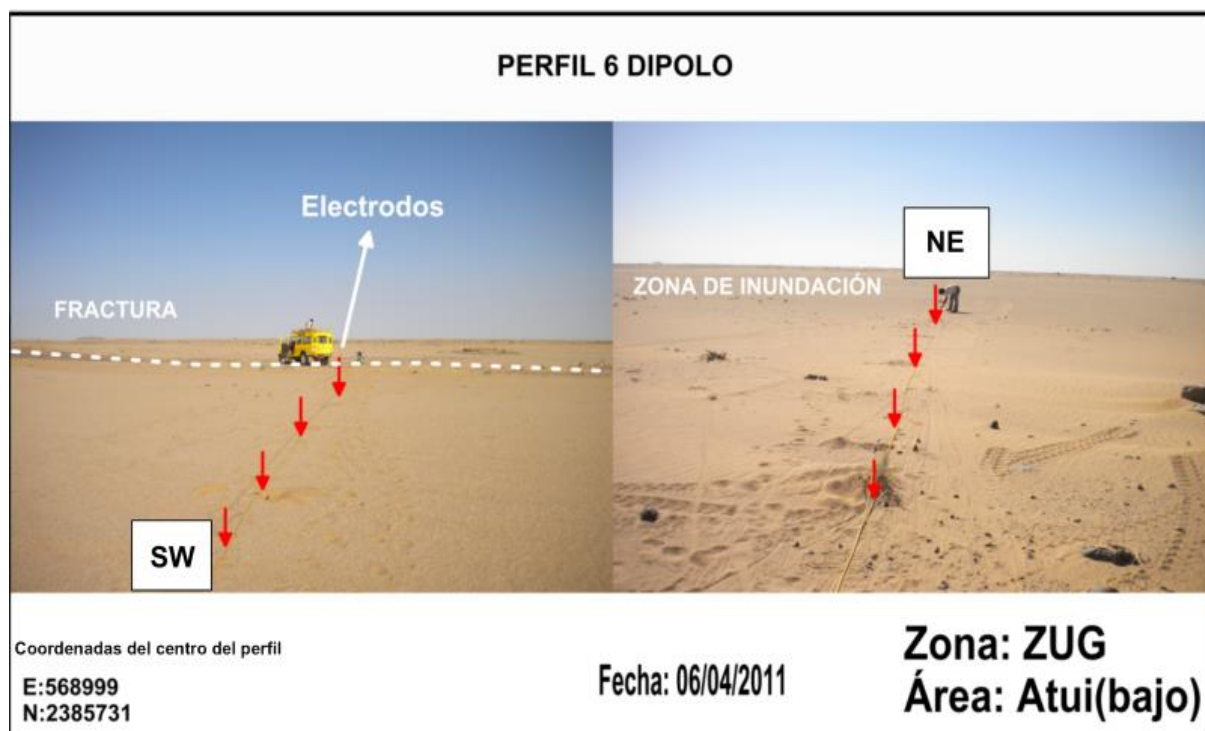 PERFIL 6 DIPOLO
Electrodos
FRACTURA
SW
NE
ZONA DE INUNDACIÓN
Coordenadas del centro del perfil
E:568999
N:2385731
Fecha: 06/04/2011
Zona: ZUG
Área: Atui(bajo)